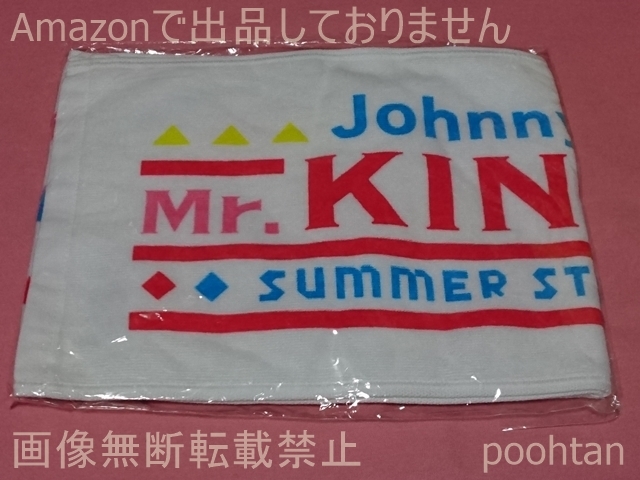 Amazonで出品しておりません
Johnny
Mr. KIN
SUMMER ST
画像無断転載禁止
poohtan